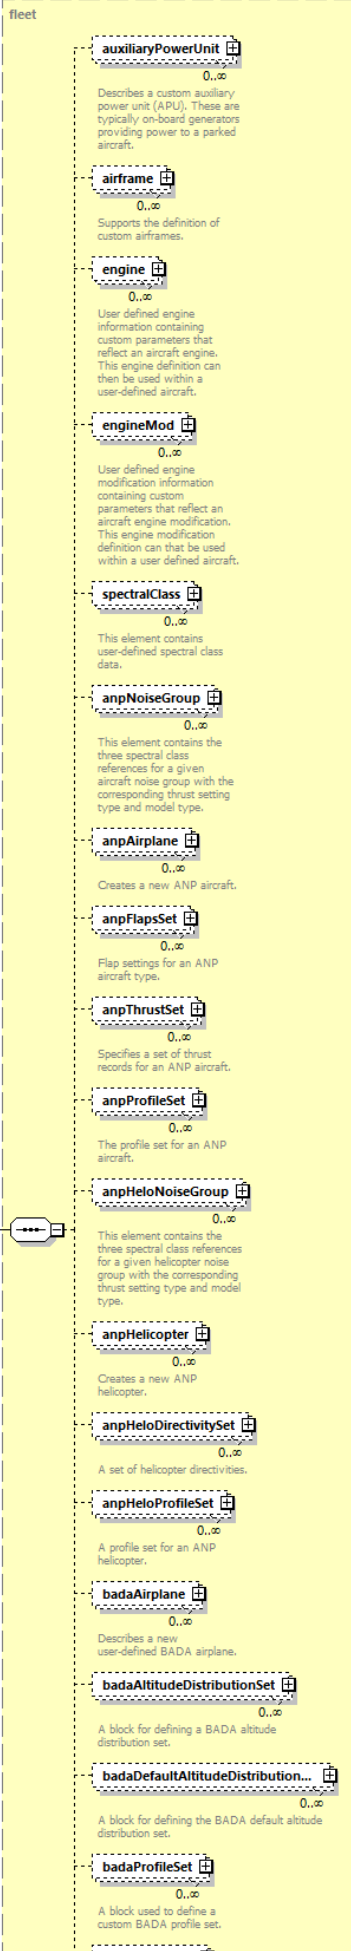 fleet
auxiliaryPowerUnit
0..∞
Describes a custom auxiliary
power unit (APU). These are
typically on-board generators
providing power to a parked
aircraft.
airframe
0..∞
Supports the definition of
custom airframes.
engine
0..∞
User defined engine
information containing
custom parameters that
reflect an aircraft engine.
This engine definition can
then be used within a
user-defined aircraft.
engineMod
0..∞
User defined engine
modification information
containing custom
parameters that reflect an
aircraft engine modification.
This engine modification
definition can that be used
within a user defined aircraft.
spectralClass
0..∞
This element contains
user-defined spectral class
data.
anpNoiseGroup
0..∞
This element contains the
three spectral class
references for a given
aircraft noise group with the
corresponding thrust setting
type and model type.
anpAirplane
0..∞
Creates a new ANP aircraft.
anpFlapsSet
0..∞
Flap settings for an ANP
aircraft type.
anpThrustSet
0..∞
Specifies a set of thrust
records for an ANP aircraft.
anpProfileSet
0..∞
The profile set for an ANP
aircraft.
anpHeloNoiseGroup
0..∞
This element contains the
three spectral class references
for a given helicopter noise
group with the corresponding
thrust setting type and model
type.
anpHelicopter
0..∞
Creates a new ANP
helicopter.
anpHeloDirectivitySet
0..∞
A set of helicopter directivities.
anpHeloProfileSet
0..∞
A profile set for an ANP
helicopter.
badaAirplane
0..∞
Describes a new
user-defined BADA airplane.
badaAltitudeDistributionSet
0..∞
A block for defining a BADA altitude
distribution set.
badaDefaultAltitudeDistribution...
0..∞
A block for defining the BADA default altitude
distribution set.
badaProfileSet
0..∞
A block used to define a
custom BADA profile set.